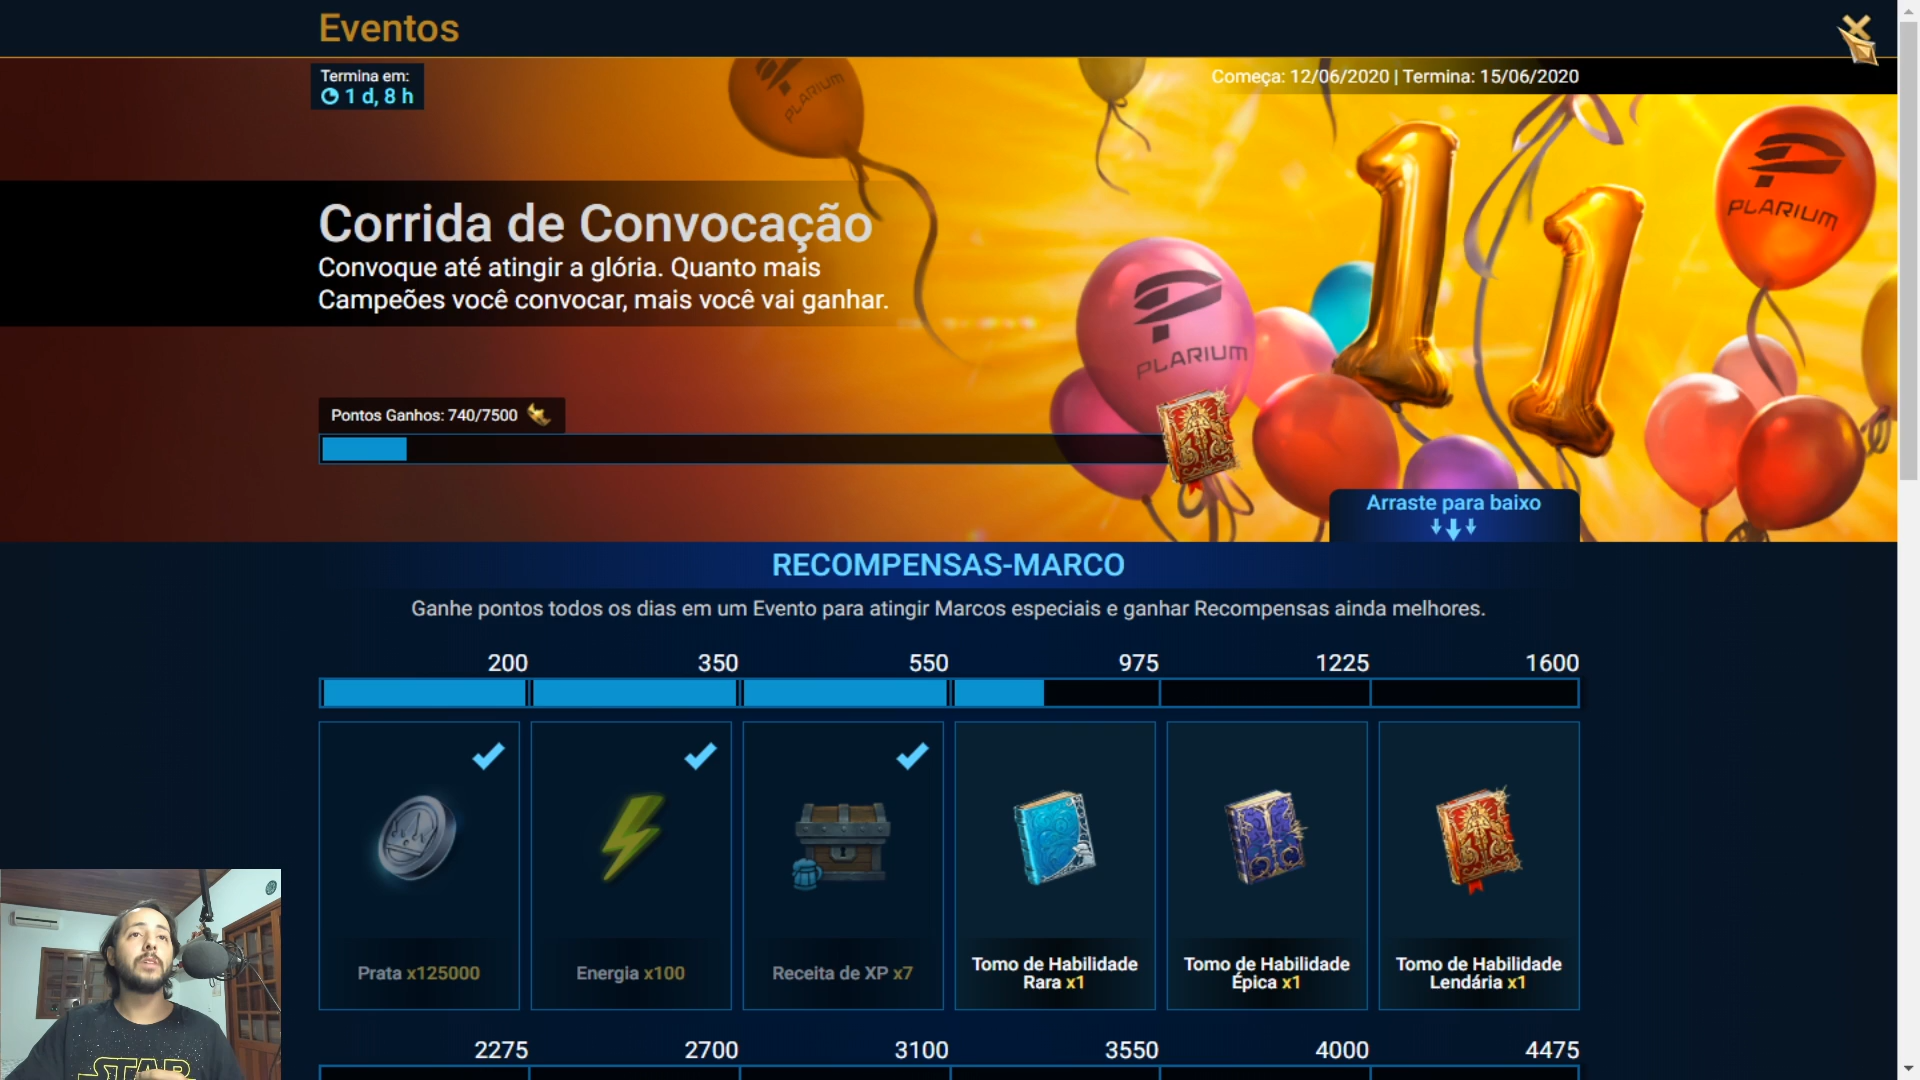 Eventos
Termina em:
1 d, 8 h
Começa: 12/06/2020 | Termina: 15/06/2020
PLARIUM
PLARIUM
PLARIUM
11
Corrida de Convocação
Convoque até atingir a glória. Quanto mais
Campeões você convocar, mais você vai ganhar.
Pontos Ganhos: 740/7500
Arraste para baixo
RECOMPENSAS-MARCO
Ganhe pontos todos os dias em um Evento para atingir Marcos especiais e ganhar Recompensas ainda melhores.
200 350 550 975 1225 1600
Prata x125000
Energia x100
Receita de XP x7
Tomo de Habilidade
Rara x1
Tomo de Habilidade
Épica x1
Tomo de Habilidade
Lendária x1
2275 2700 3100 3550 4000 4475
STAR